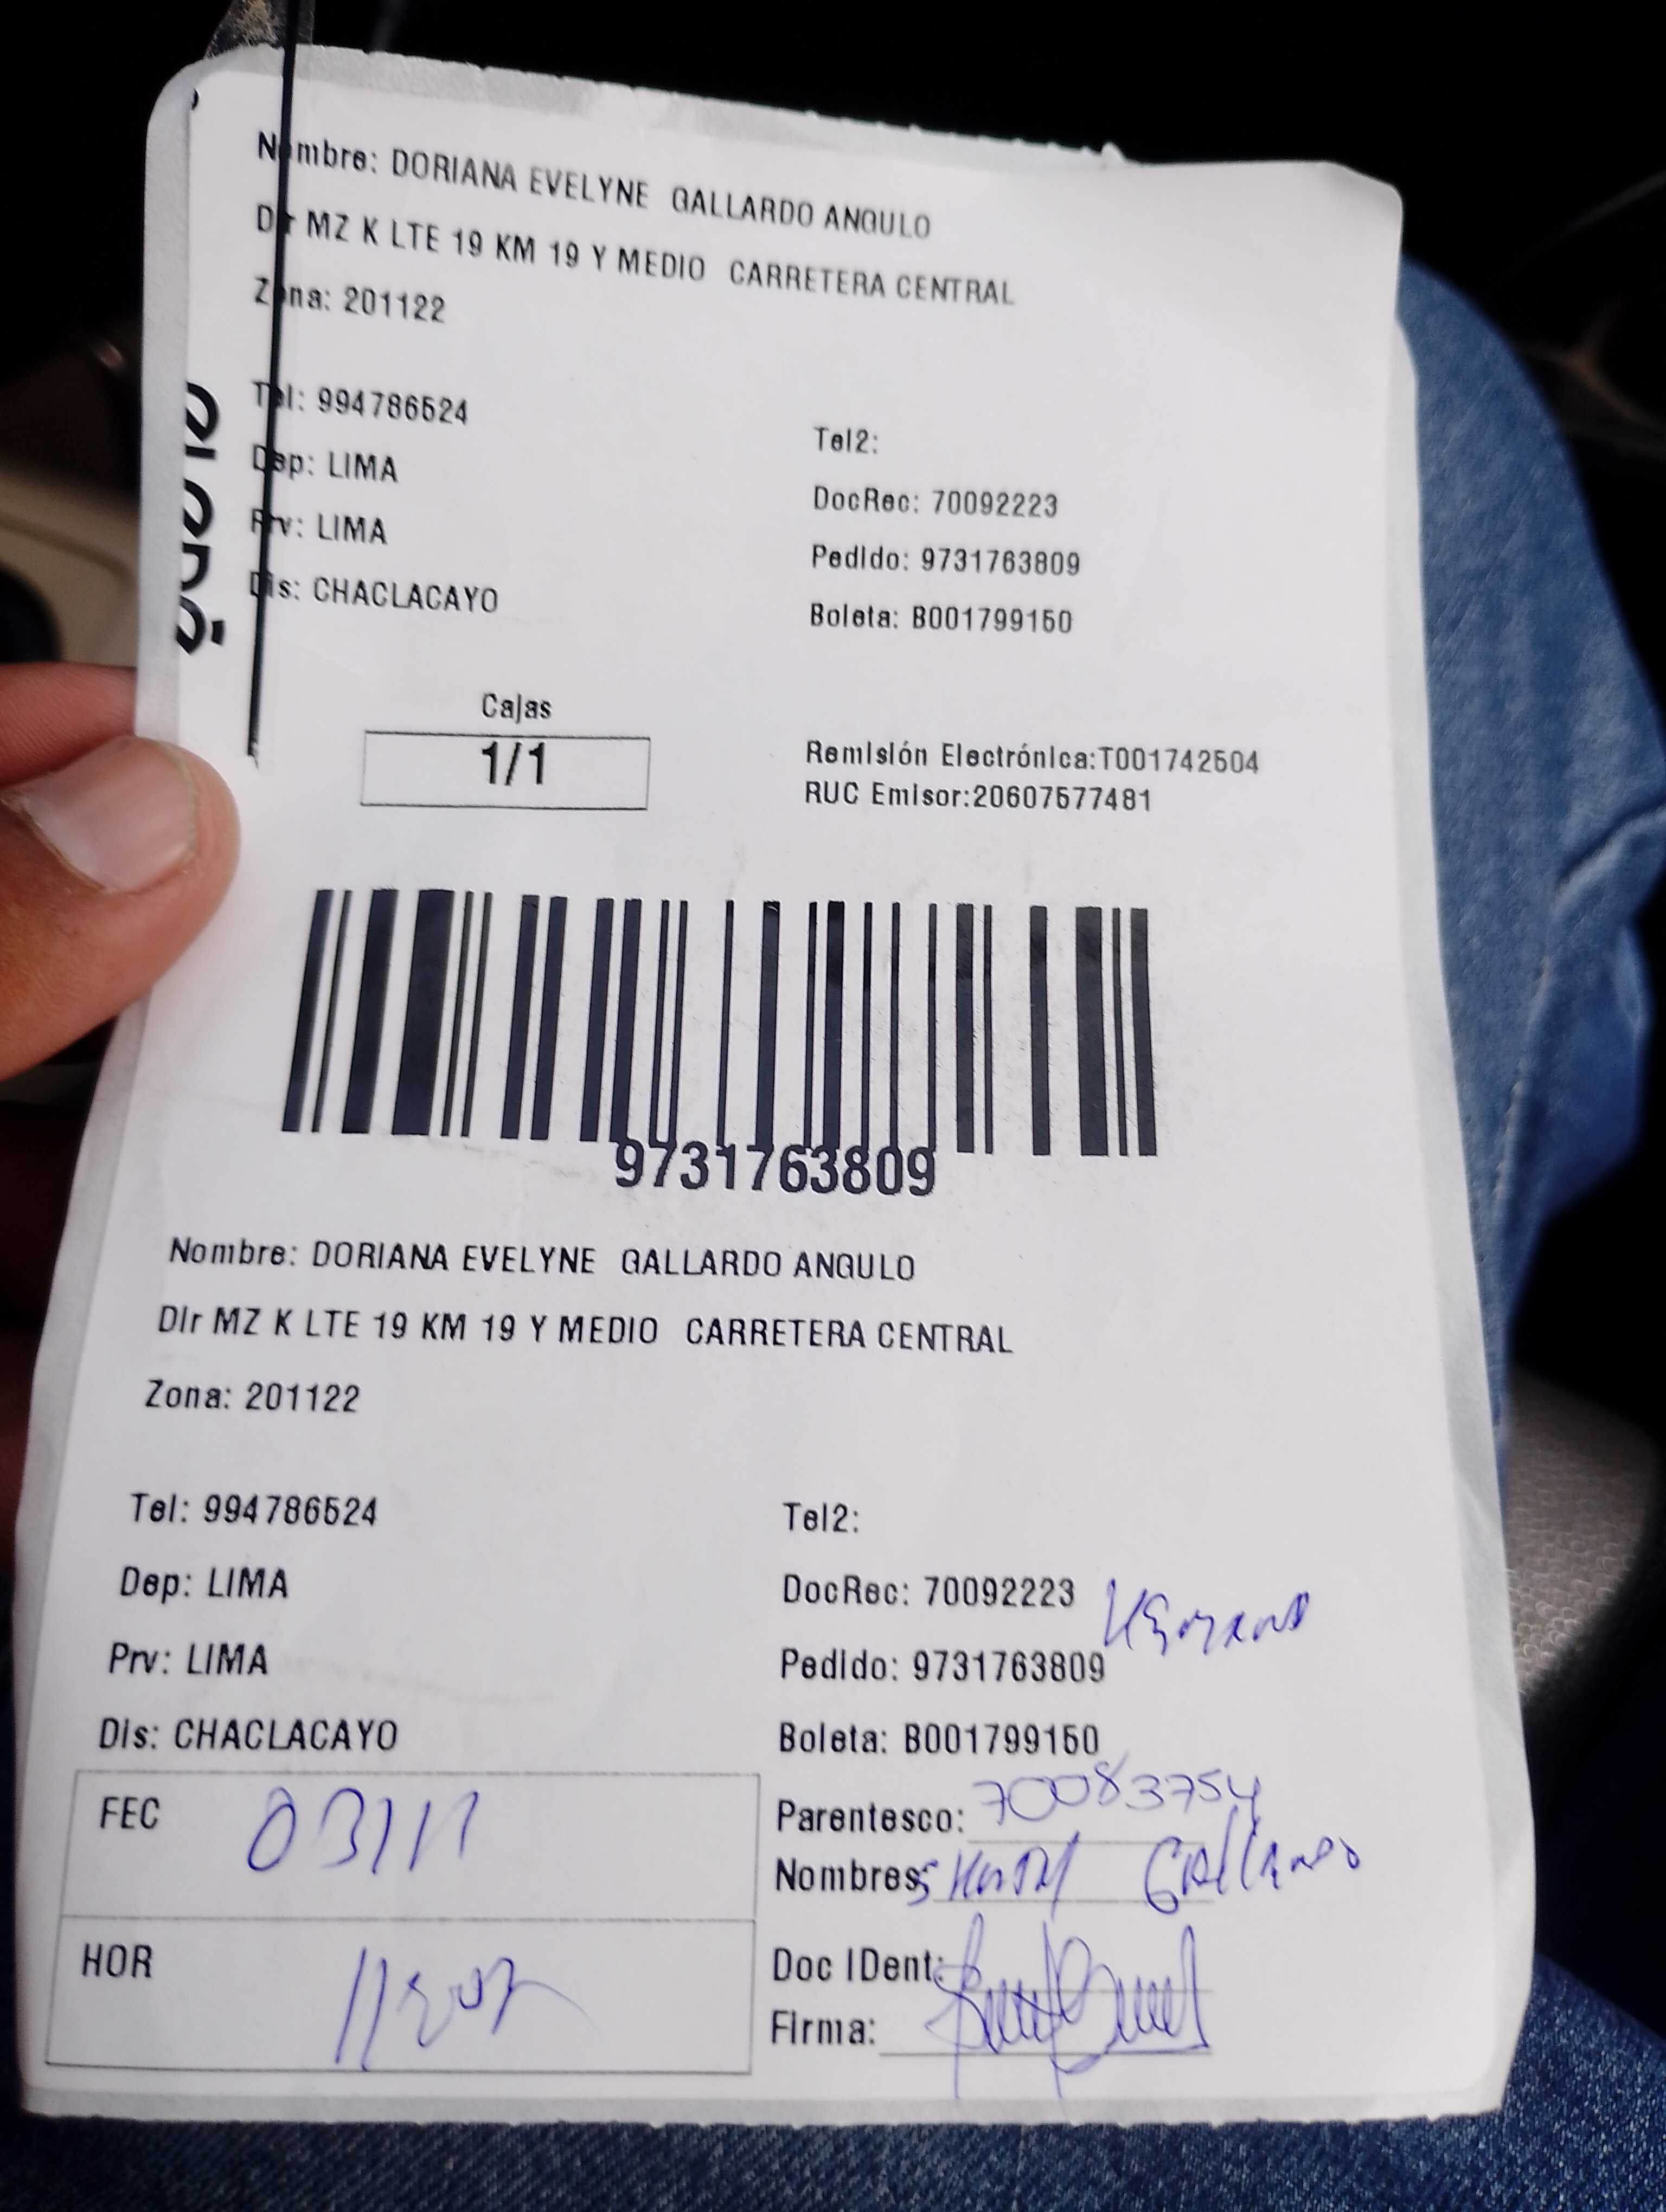 Nombre: DORIANA EVELYNE GALLARDO ANGULO
Dir MZ K LTE 19 KM 19 Y MEDIO CARRETERA CENTRAL
Zona: 201122
Tel: 994786524
Tel2:
Dep: LIMA
DocRec: 70092223
Prv: LIMA
Pedido: 9731763809
Dis: CHACLACAYO
Boleta: B001799150
Cajas
1/1
Remisión Electrónica:T001742504
RUC Emisor:20607577481
9731763809
Nombre: DORIANA EVELYNE GALLARDO ANGULO
Dir MZ K LTE 19 KM 19 Y MEDIO CARRETERA CENTRAL
Zona: 201122
Tel: 994786524
Tel2:
Dep: LIMA
DocRec: 70092223
Prv: LIMA
Pedido: 9731763809
Dis: CHACLACAYO
Boleta: B001799150
FEC 03/11
Parentesco: 70083754
Nombres: Gallardo
HOR
Doc IDent:
Firma: